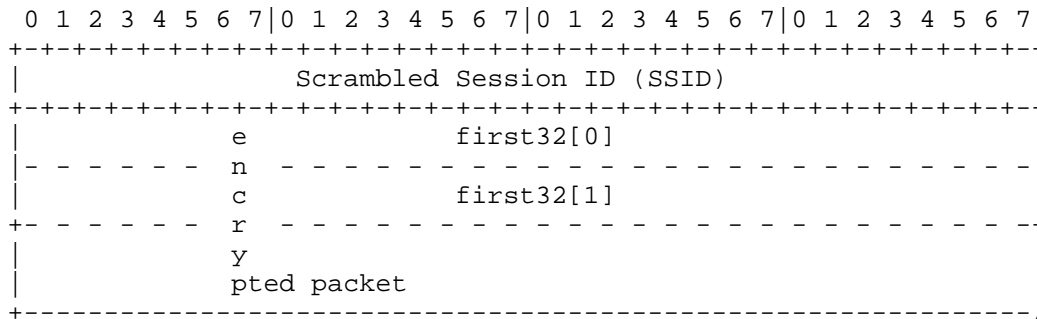 0 1 2 3 4 5 6 7|0 1 2 3 4 5 6 7|0 1 2 3 4 5 6 7|0 1 2 3 4 5 6 7
+-+-+-+-+-+-+-+-+-+-+-+-+-+-+-+-+-+-+-+-+-+-+-+-+-+-+-+-+-+-+-+-
| Scrambled Session ID (SSID)
+-+-+-+-+-+-+-+-+-+-+-+-+-+-+-+-+-+-+-+-+-+-+-+-+-+-+-+-+-+-+-+-
| e first32[0]
|- - - - - - n - - - - - - - - - - - - - - - - - - - - - - - -
| c first32[1]
+- - - - - - r - - - - - - - - - - - - - - - - - - - - - - - -
| y
| pted packet
+---------------------------------------------------------------